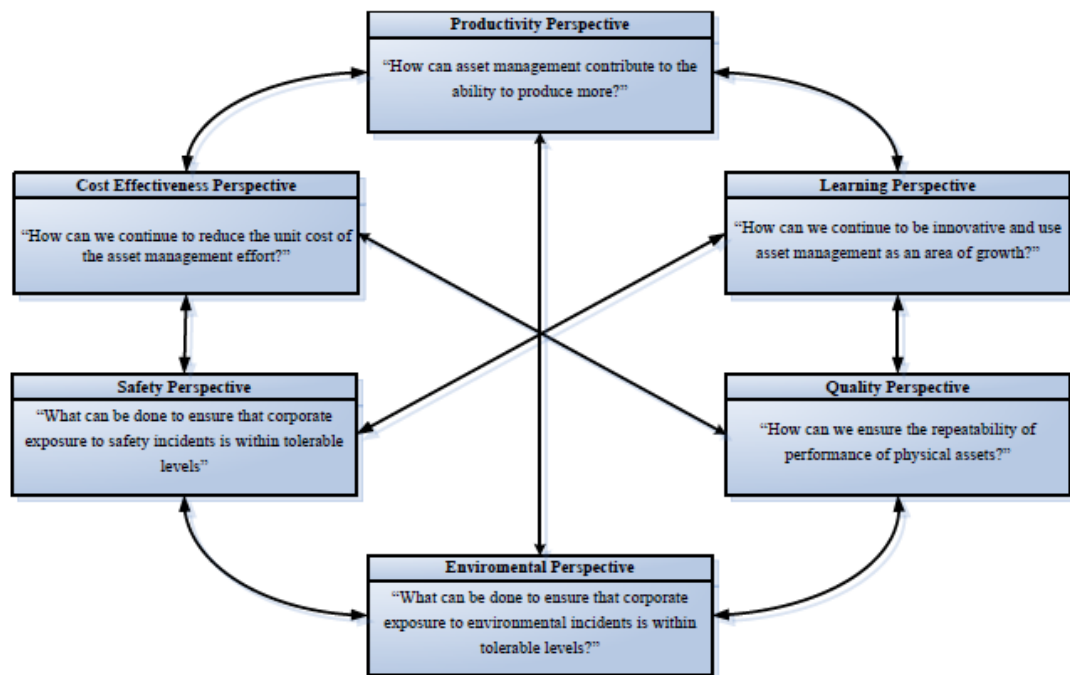 Productivity Perspective
“How can asset management contribute to the
ability to produce more?”
Cost Effectiveness Perspective
“How can we continue to reduce the unit cost of
the asset management effort?”
Learning Perspective
“How can we continue to be innovative and use
asset management as an area of growth?”
Safety Perspective
“What can be done to ensure that corporate
exposure to safety incidents is within tolerable
levels”
Quality Perspective
“How can we ensure the repeatability of
performance of physical assets?”
Enviromental Perspective
“What can be done to ensure that corporate
exposure to environmental incidents is within
tolerable levels?”